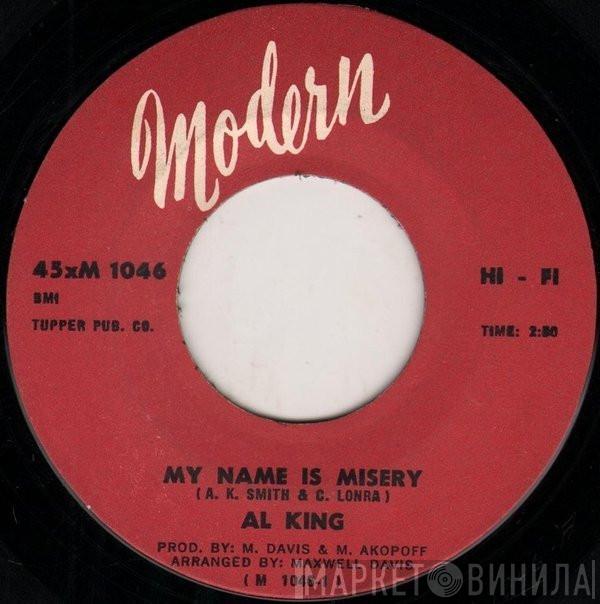 Modern
45xM 1046
HI - FI
BMI
TUPPER PUB. CO.
TIME: 2:50
MY NAME IS MISERY
( A. K. SMITH & C. LONRA )
AL KING
PROD. BY: M. DAVIS & M. AKOPOFF
ARRANGED BY: MAXWELL DAVIS
( M 1046-1 )
МАРКЕТ ВИНИЛА